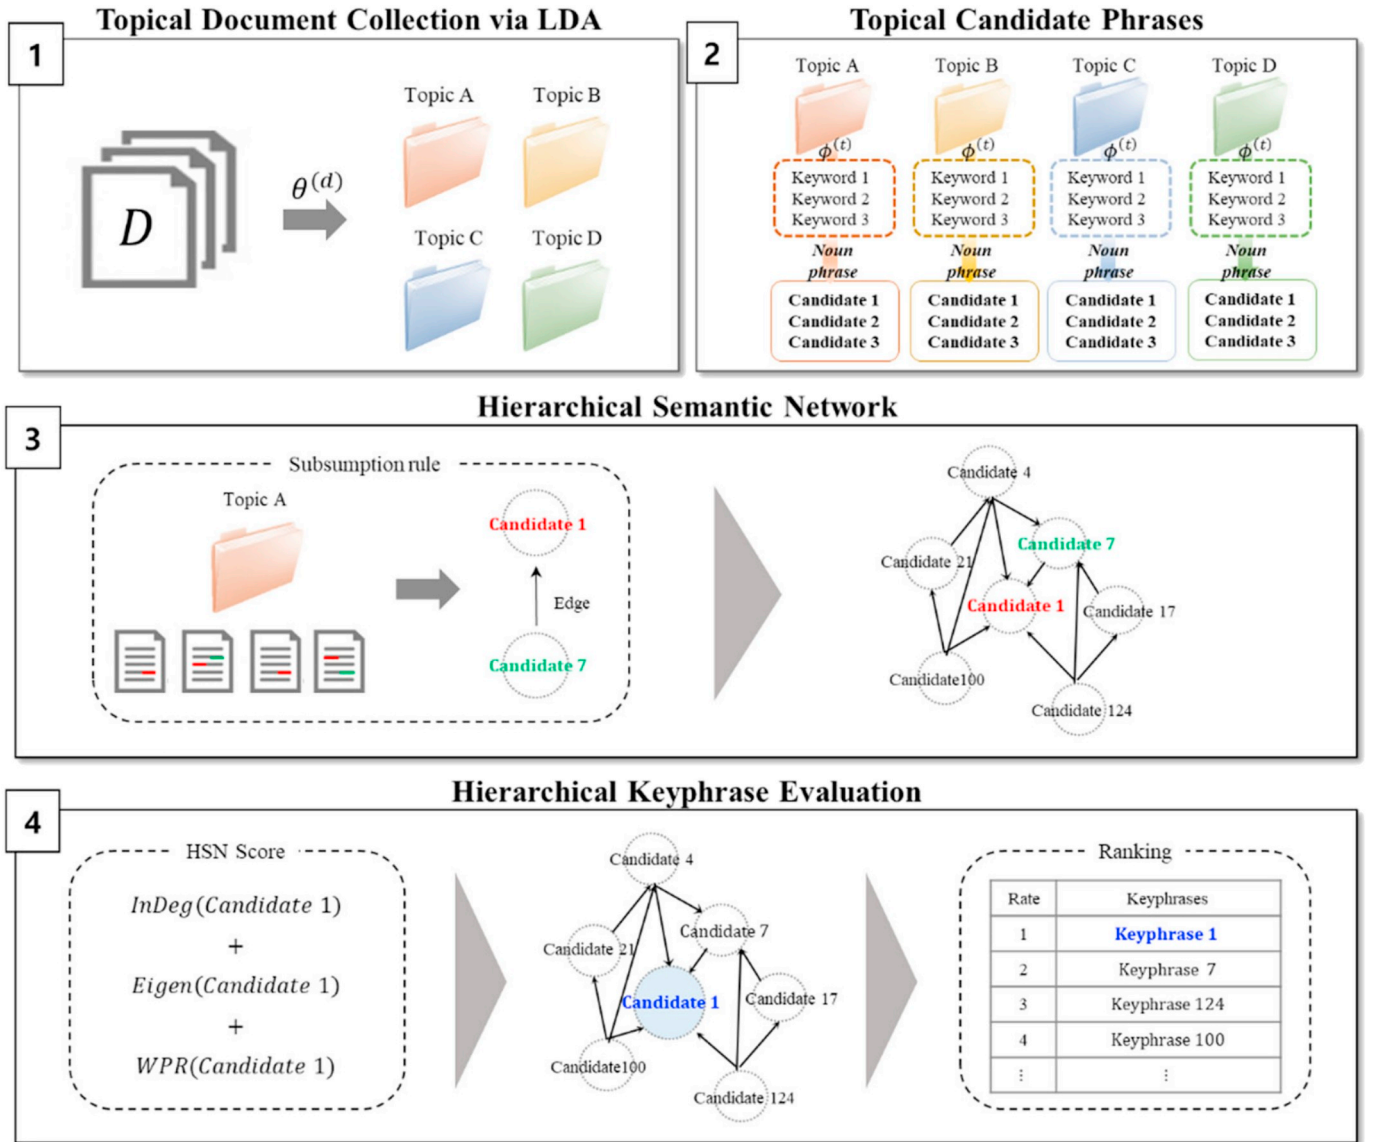 Topical Document Collection via LDA
1
D
θ^(d)
Topic A
Topic B
Topic C
Topic D
Topical Candidate Phrases
2
Topic A
Topic B
Topic C
Topic D
ϕ^(t)
ϕ^(t)
ϕ^(t)
ϕ^(t)
Keyword 1
Keyword 2
Keyword 3
Keyword 1
Keyword 2
Keyword 3
Keyword 1
Keyword 2
Keyword 3
Keyword 1
Keyword 2
Keyword 3
Noun
phrase
Noun
phrase
Noun
phrase
Noun
phrase
Candidate 1
Candidate 2
Candidate 3
Candidate 1
Candidate 2
Candidate 3
Candidate 1
Candidate 2
Candidate 3
Candidate 1
Candidate 2
Candidate 3
Hierarchical Semantic Network
3
Subsumption rule
Topic A
Candidate 1
Edge
Candidate 7
Candidate 4
Candidate 7
Candidate 21
Candidate 1
Candidate 17
Candidate100
Candidate 124
Hierarchical Keyphrase Evaluation
4
HSN Score
InDeg(Candidate 1)
+
Eigen(Candidate 1)
+
WPR(Candidate 1)
Candidate 4
Candidate 7
Candidate 21
Candidate 1
Candidate 17
Candidate100
Candidate 124
Ranking
Rate Keyphrases
1 Keyphrase 1
2 Keyphrase 7
3 Keyphrase 124
4 Keyphrase 100
⋮ ⋮